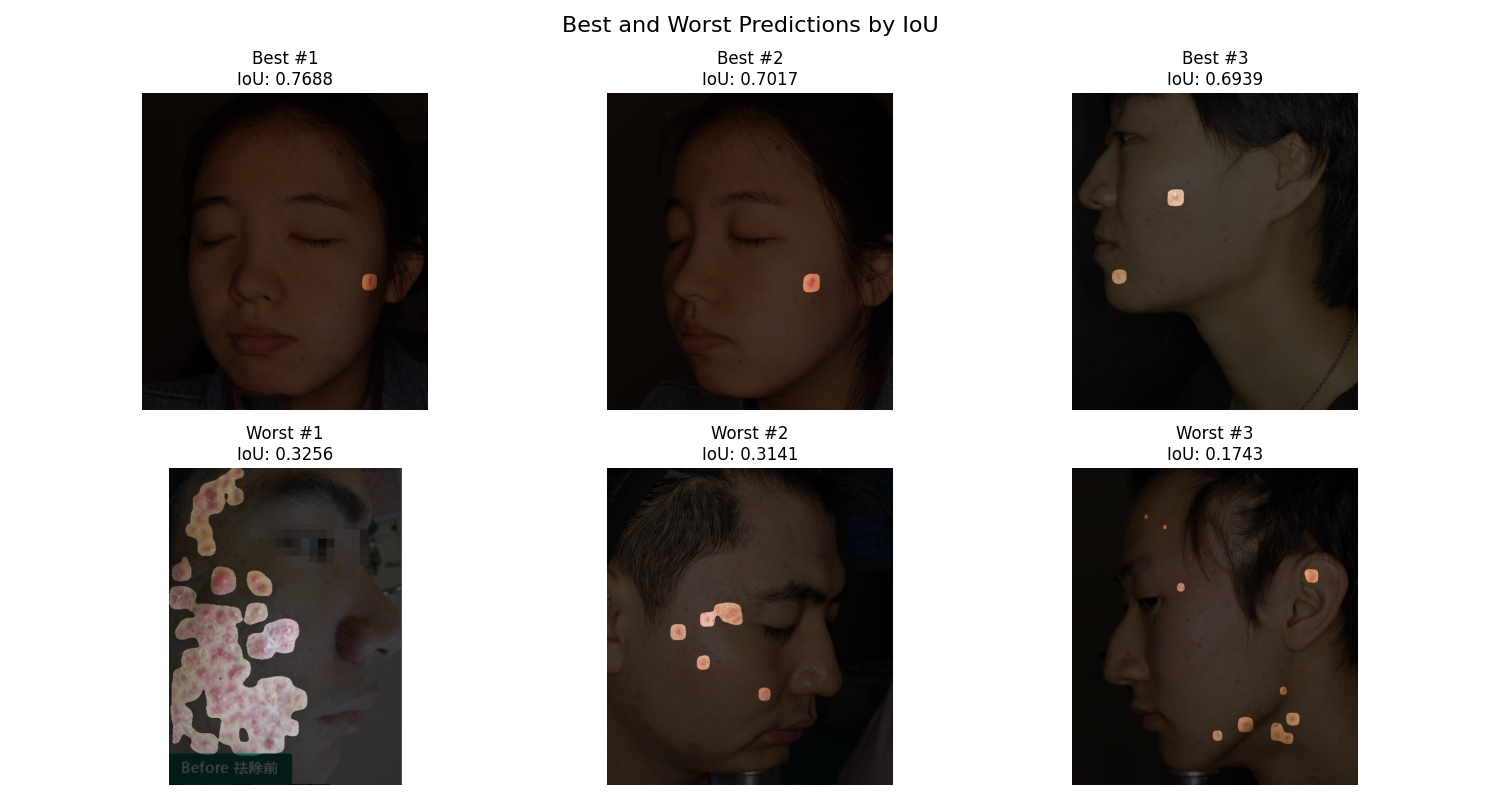 Best and Worst Predictions by IoU
Best #1
IoU: 0.7688
Best #2
IoU: 0.7017
Best #3
IoU: 0.6939
Worst #1
IoU: 0.3256
Worst #2
IoU: 0.3141
Worst #3
IoU: 0.1743
Before 祛除前